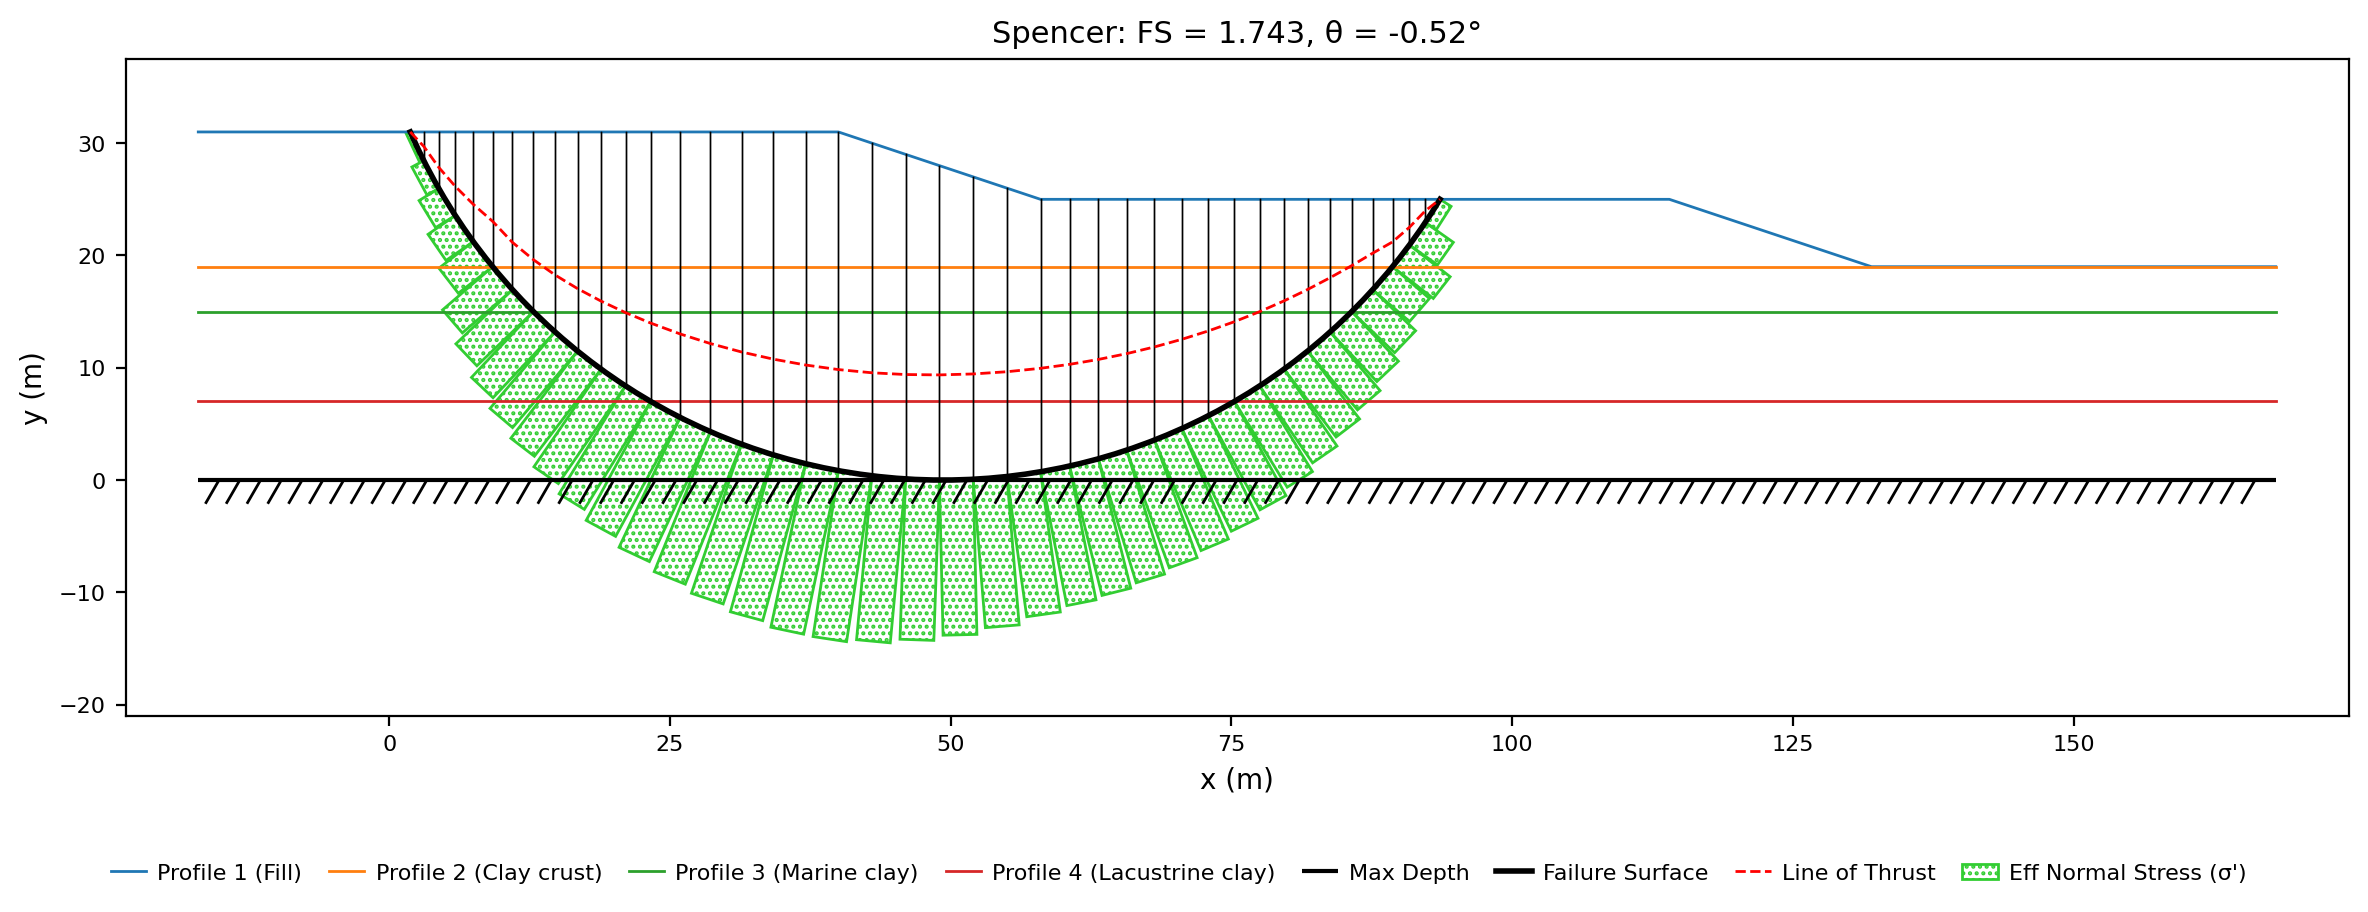 Spencer: FS = 1.743, θ = -0.52°
30
20
10
0
−10
−20
y (m)
0
25
50
75
100
125
150
x (m)
Profile 1 (Fill)
Profile 2 (Clay crust)
Profile 3 (Marine clay)
Profile 4 (Lacustrine clay)
Max Depth
Failure Surface
Line of Thrust
Eff Normal Stress (σ')